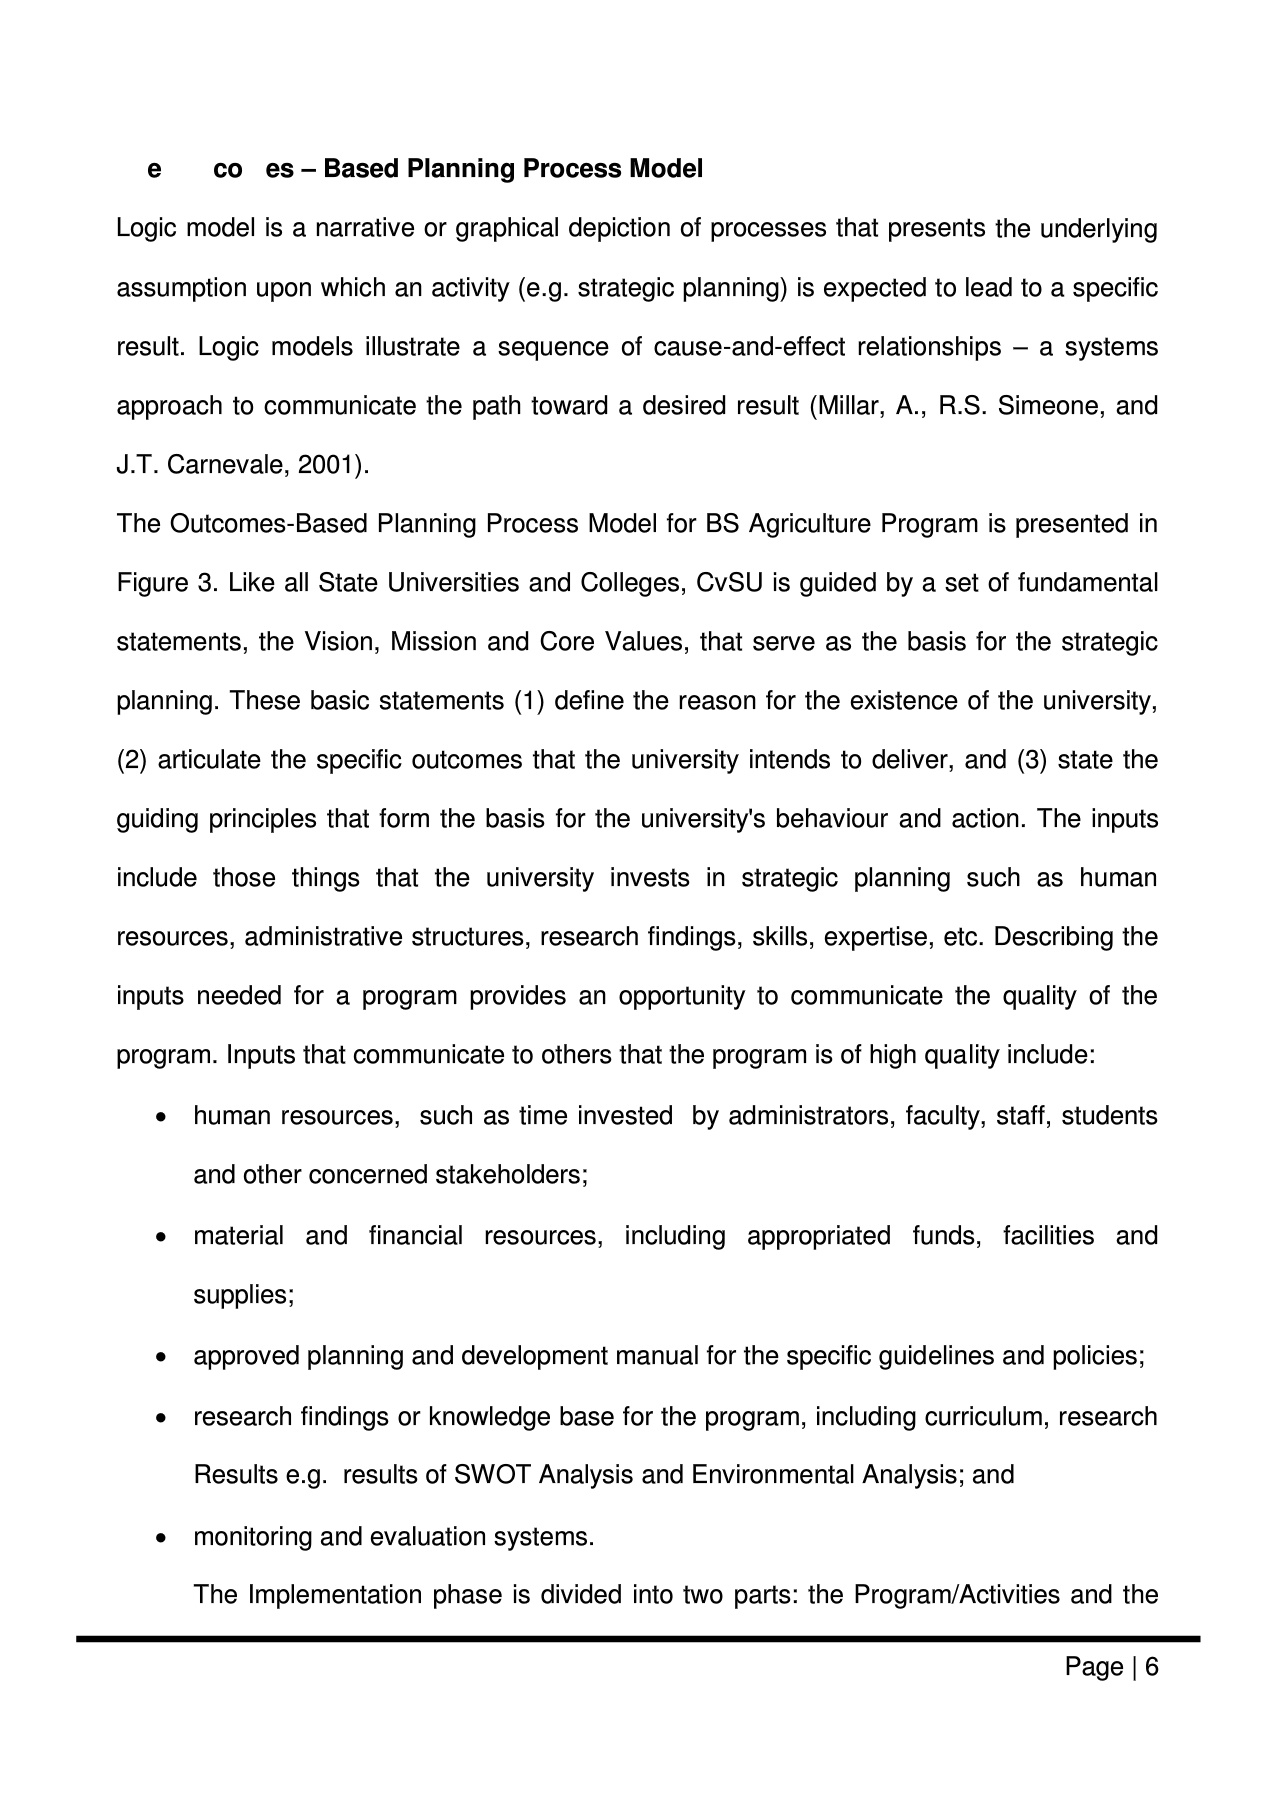 e co es – Based Planning Process Model
Logic model is a narrative or graphical depiction of processes that presents the underlying
assumption upon which an activity (e.g. strategic planning) is expected to lead to a specific
result. Logic models illustrate a sequence of cause-and-effect relationships – a systems
approach to communicate the path toward a desired result (Millar, A., R.S. Simeone, and
J.T. Carnevale, 2001).
The Outcomes-Based Planning Process Model for BS Agriculture Program is presented in
Figure 3. Like all State Universities and Colleges, CvSU is guided by a set of fundamental
statements, the Vision, Mission and Core Values, that serve as the basis for the strategic
planning. These basic statements (1) define the reason for the existence of the university,
(2) articulate the specific outcomes that the university intends to deliver, and (3) state the
guiding principles that form the basis for the university's behaviour and action. The inputs
include those things that the university invests in strategic planning such as human
resources, administrative structures, research findings, skills, expertise, etc. Describing the
inputs needed for a program provides an opportunity to communicate the quality of the
program. Inputs that communicate to others that the program is of high quality include:
• human resources, such as time invested by administrators, faculty, staff, students
and other concerned stakeholders;
• material and financial resources, including appropriated funds, facilities and
supplies;
• approved planning and development manual for the specific guidelines and policies;
• research findings or knowledge base for the program, including curriculum, research
Results e.g. results of SWOT Analysis and Environmental Analysis; and
• monitoring and evaluation systems.
The Implementation phase is divided into two parts: the Program/Activities and the
Page | 6